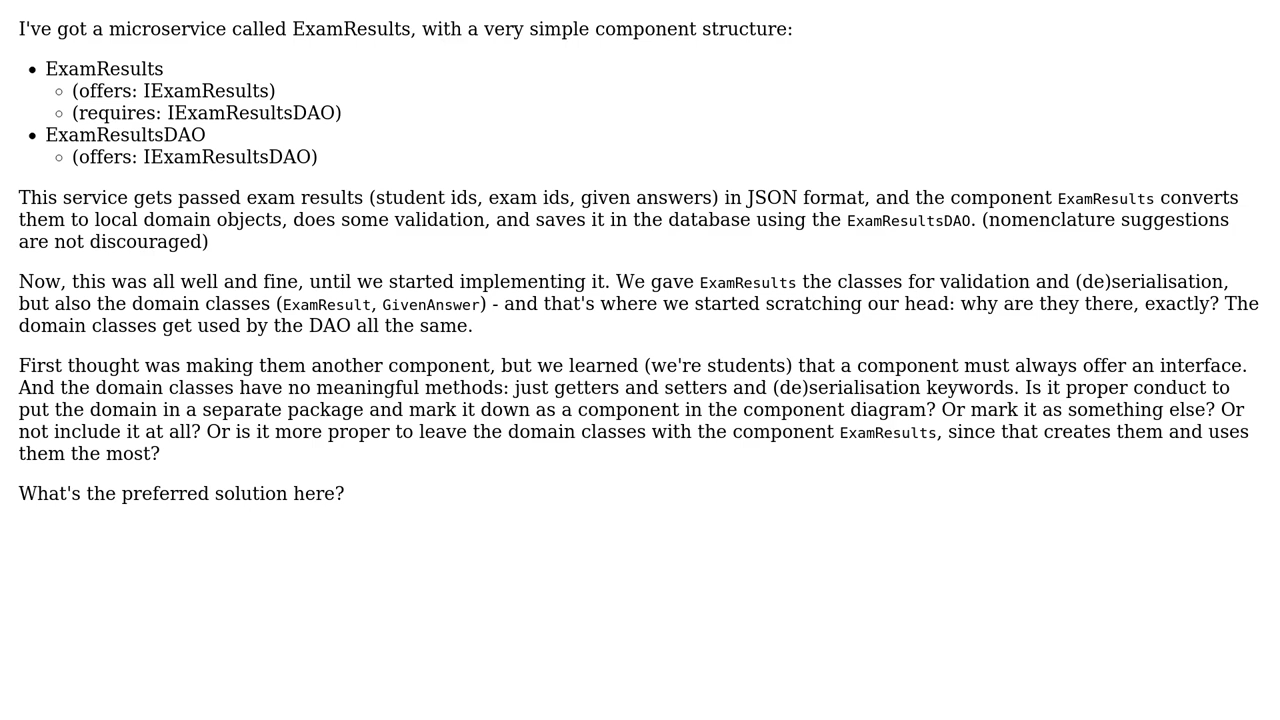 I've got a microservice called ExamResults, with a very simple component structure:
• ExamResults
◦ (offers: IExamResults)
◦ (requires: IExamResultsDAO)
• ExamResultsDAO
◦ (offers: IExamResultsDAO)
This service gets passed exam results (student ids, exam ids, given answers) in JSON format, and the component ExamResults converts
them to local domain objects, does some validation, and saves it in the database using the ExamResultsDAO. (nomenclature suggestions
are not discouraged)
Now, this was all well and fine, until we started implementing it. We gave ExamResults the classes for validation and (de)serialisation,
but also the domain classes (ExamResult, GivenAnswer) - and that's where we started scratching our head: why are they there, exactly? The
domain classes get used by the DAO all the same.
First thought was making them another component, but we learned (we're students) that a component must always offer an interface.
And the domain classes have no meaningful methods: just getters and setters and (de)serialisation keywords. Is it proper conduct to
put the domain in a separate package and mark it down as a component in the component diagram? Or mark it as something else? Or
not include it at all? Or is it more proper to leave the domain classes with the component ExamResults, since that creates them and uses
them the most?
What's the preferred solution here?